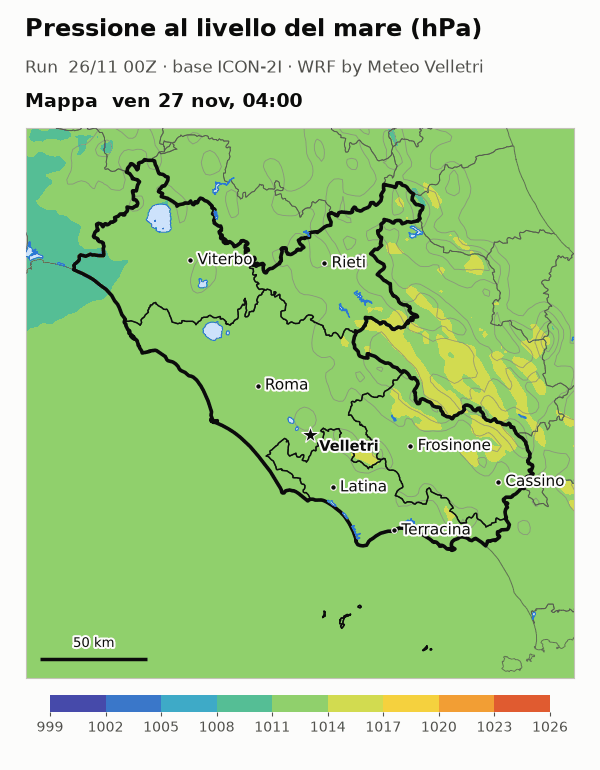 Pressione al livello del mare (hPa)
Run 26/11 00Z · base ICON-2I · WRF by Meteo Velletri
Mappa ven 27 nov, 04:00
Viterbo
Rieti
Roma
Velletri
Frosinone
Latina
Cassino
Terracina
50 km
999 1002 1005 1008 1011 1014 1017 1020 1023 1026